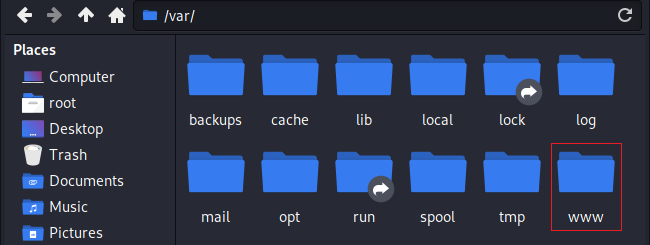 /var/
Places
Computer
root
Desktop
Trash
Documents
Music
Pictures
backups cache lib local lock log
mail opt run spool tmp www